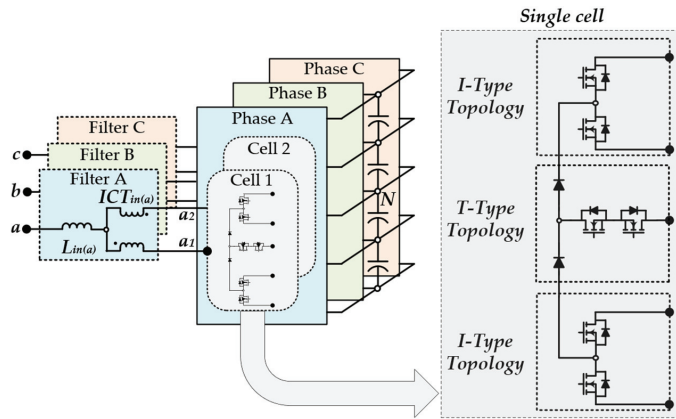 Single cell
Phase C
Phase B
Phase A
Filter C
Filter B
Filter A
Cell 2
Cell 1
c
b
a
ICTin(a)
Lin(a)
a2
a1
N
I-Type
Topology
T-Type
Topology
I-Type
Topology